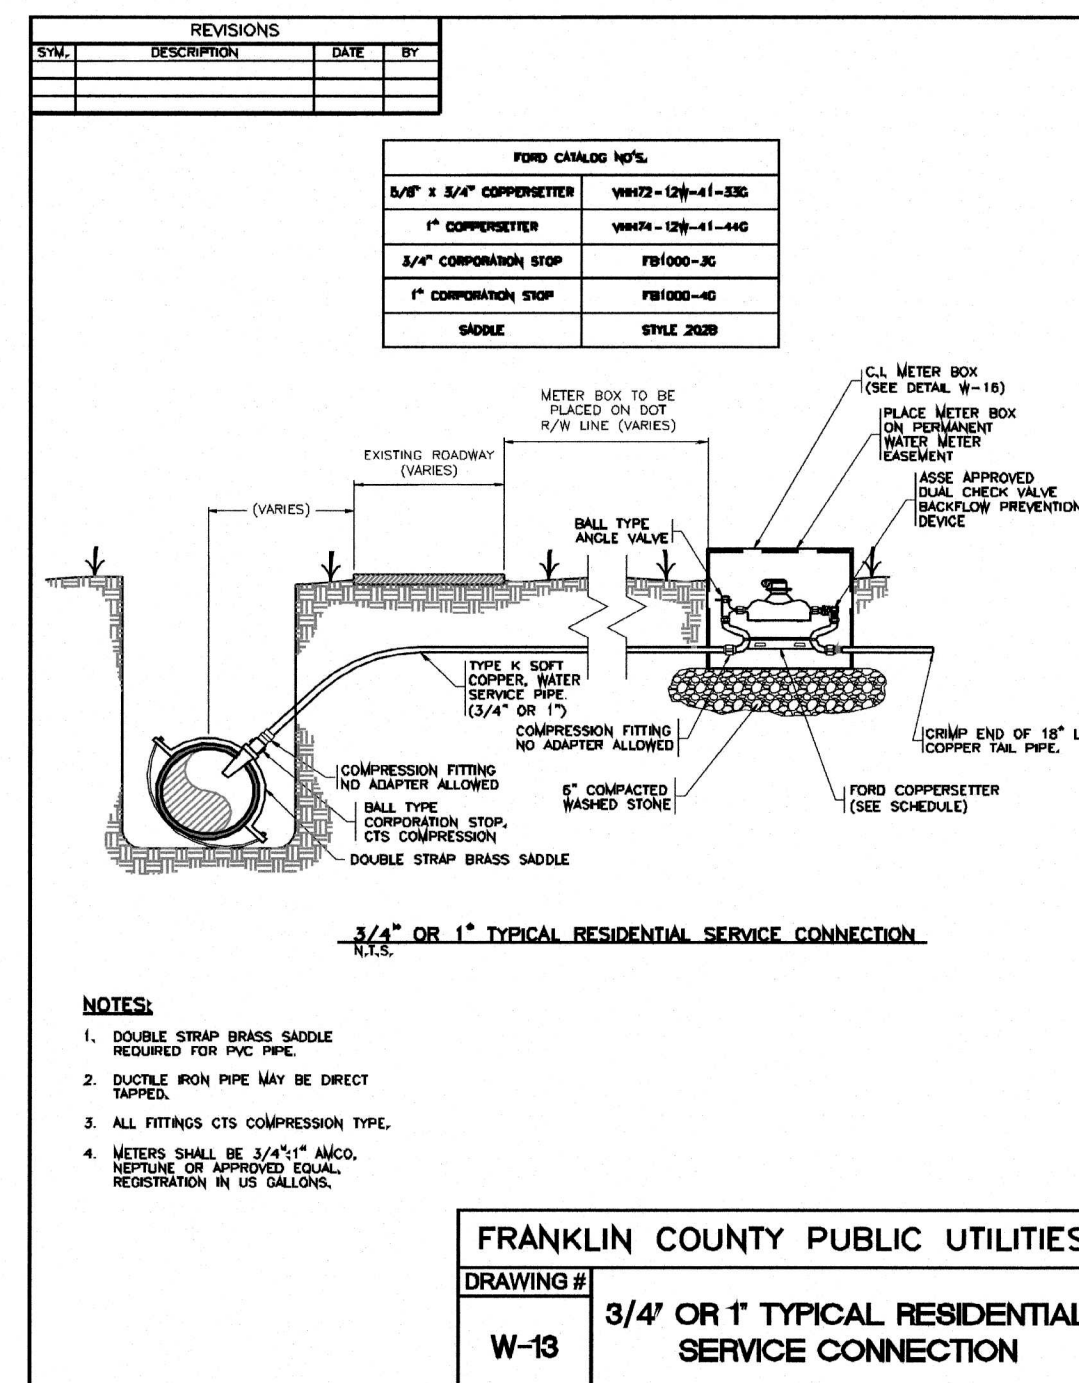 REVISIONS
SYM. DESCRIPTION DATE BY
FORD CATALOG NO'S.
5/8" X 3/4" COPPERSETTER VHH72-12W-41-33G
1" COPPERSETTER VHH74-12W-41-44G
3/4" CORPORATION STOP FB1000-3G
1" CORPORATION STOP FB1000-4G
SADDLE STYLE 202B
C.I. METER BOX
(SEE DETAIL W-16)
METER BOX TO BE
PLACED ON DOT
R/W LINE (VARIES)
PLACE METER BOX
ON PERMANENT
WATER METER
EASEMENT
EXISTING ROADWAY
(VARIES)
ASSE APPROVED
DUAL CHECK VALVE
BACKFLOW PREVENTION
DEVICE
(VARIES)
BALL TYPE
ANGLE VALVE
TYPE K SOFT
COPPER, WATER
SERVICE PIPE.
(3/4" OR 1")
COMPRESSION FITTING
NO ADAPTER ALLOWED
CRIMP END OF 18" L
COPPER TAIL PIPE.
COMPRESSION FITTING
NO ADAPTER ALLOWED
6" COMPACTED
WASHED STONE
FORD COPPERSETTER
(SEE SCHEDULE)
BALL TYPE
CORPORATION STOP,
CTS COMPRESSION
DOUBLE STRAP BRASS SADDLE
3/4" OR 1" TYPICAL RESIDENTIAL SERVICE CONNECTION
N.T.S.
NOTES:
1. DOUBLE STRAP BRASS SADDLE
REQUIRED FOR PVC PIPE.
2. DUCTILE IRON PIPE MAY BE DIRECT
TAPPED.
3. ALL FITTINGS CTS COMPRESSION TYPE.
4. METERS SHALL BE 3/4":1" AMCO,
NEPTUNE OR APPROVED EQUAL.
REGISTRATION IN US GALLONS.
FRANKLIN COUNTY PUBLIC UTILITIES
DRAWING #
W-13
3/4" OR 1" TYPICAL RESIDENTIAL
SERVICE CONNECTION